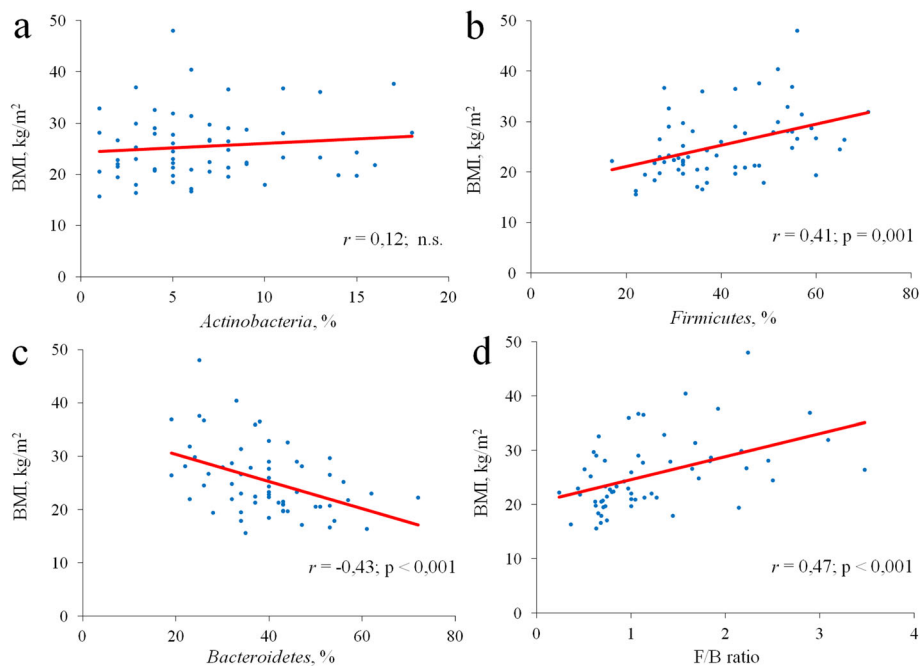 a
BMI, kg/m²
50
40
30
20
10
0
0
5
10
15
20
r = 0,12; n.s.
Actinobacteria, %
b
BMI, kg/m²
50
40
30
20
10
0
0
20
40
60
80
r = 0,41; p = 0,001
Firmicutes, %
c
BMI, kg/m²
50
40
30
20
10
0
0
20
40
60
80
r = -0,43; p < 0,001
Bacteroidetes, %
d
BMI, kg/m²
50
40
30
20
10
0
0
1
2
3
4
r = 0,47; p < 0,001
F/B ratio